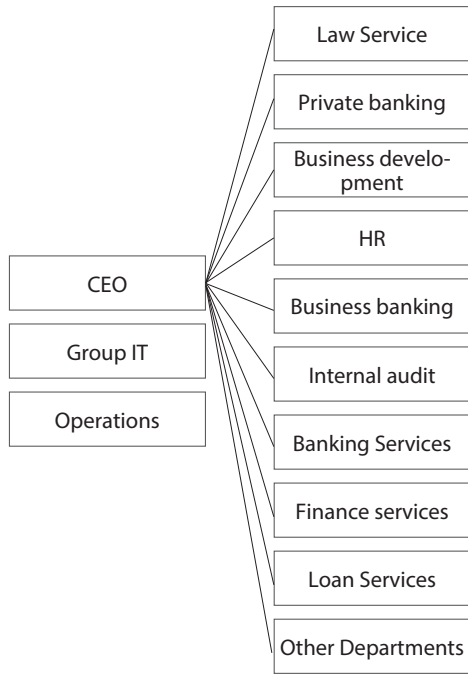 Law Service
Private banking
Business develo-
pment
HR
CEO
Business banking
Group IT
Internal audit
Operations
Banking Services
Finance services
Loan Services
Other Departments